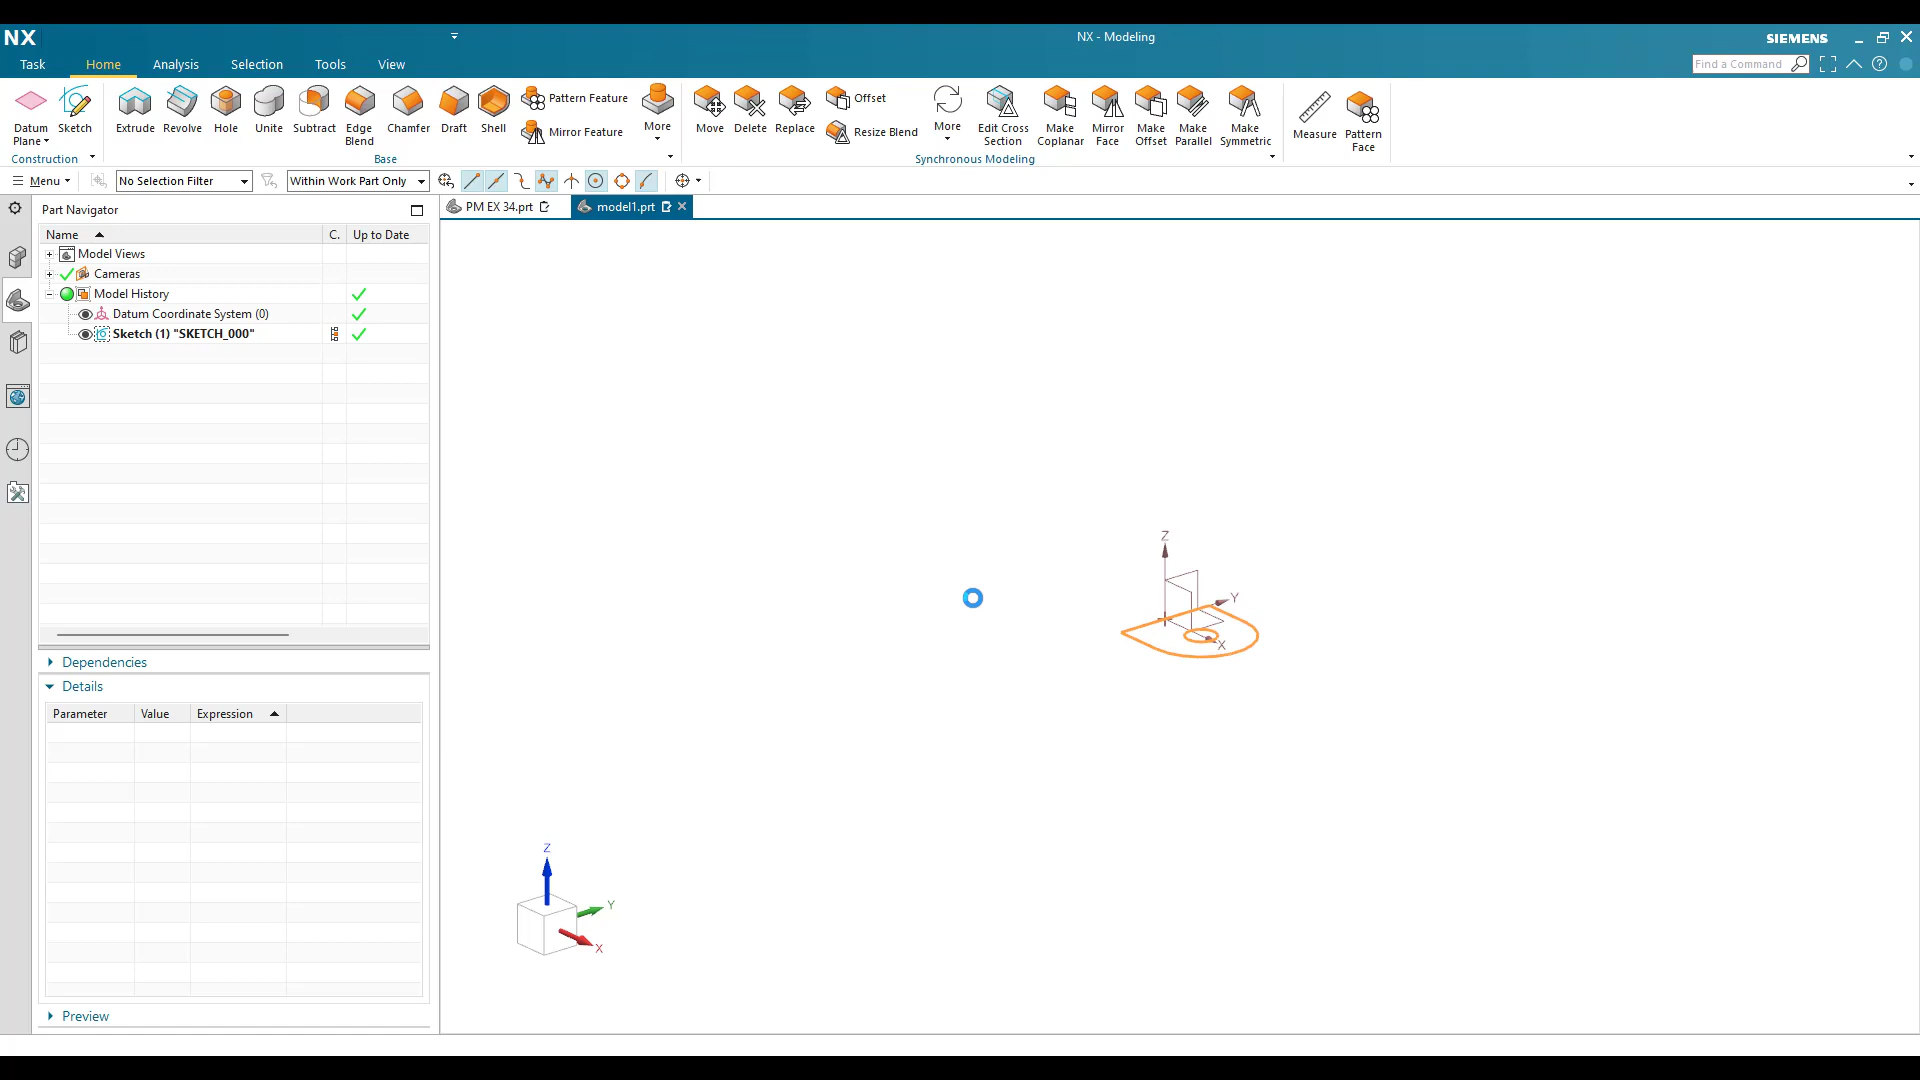 NX
NX - Modeling
SIEMENS
Task Home Analysis Selection Tools View
Find a Command
Datum Plane
Sketch
Extrude
Revolve
Hole
Unite
Subtract
Edge Blend
Chamfer
Draft
Shell
Pattern Feature
Mirror Feature
More
Move
Delete
Replace
Offset
Resize Blend
More
Edit Cross Section
Make Coplanar
Mirror Face
Make Offset
Make Parallel
Make Symmetric
Measure
Pattern Face
Construction
Base
Synchronous Modeling
Menu
No Selection Filter
Within Work Part Only
Part Navigator
PM EX 34.prt
model1.prt
Name C. Up to Date
Model Views
Cameras
Model History
Datum Coordinate System (0)
Sketch (1) "SKETCH_000"
Z
Y
X
Dependencies
Details
Parameter Value Expression
Z
Y
X
Preview